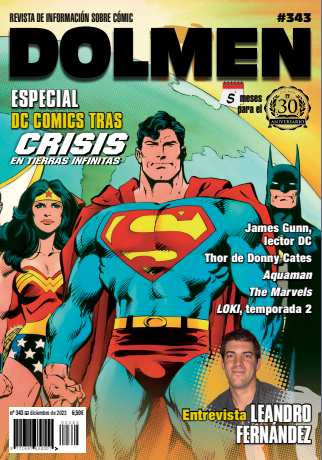 REVISTA DE INFORMACIÓN SOBRE CÓMIC
#343
DOLMEN
ESPECIAL
DC COMICS TRAS
CRISIS
EN TIERRAS INFINITAS
5 meses
para el
30
ANIVERSARIO
James Gunn,
lector DC
Thor de Donny Cates
Aquaman
The Marvels
LOKI, temporada 2
Entrevista LEANDRO
FERNÁNDEZ
nº 343 diciembre de 2023 6,50€